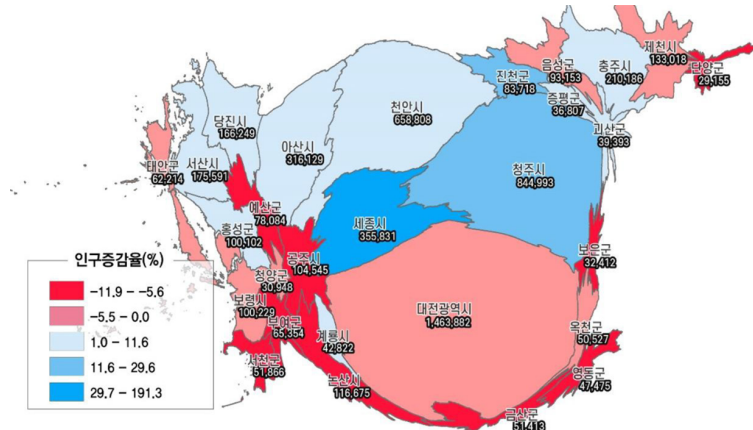 제천시
133,018
음성군
93,153
충주시
210,186
단양군
29,155
진천군
83,718
증평군
36,807
천안시
658,808
괴산군
39,393
당진시
166,249
아산시
316,129
태안군
62,214
서산시
175,591
청주시
844,993
예산군
78,084
세종시
355,831
홍성군
100,102
공주시
104,545
보은군
32,412
청양군
30,948
보령시
100,229
대전광역시
1,463,882
부여군
65,354
계룡시
42,822
옥천군
50,527
서천군
51,866
영동군
47,475
논산시
116,675
금산군
51,413
인구증감율(%)
-11.9 - -5.6
-5.5 - 0.0
1.0 - 11.6
11.6 - 29.6
29.7 - 191.3